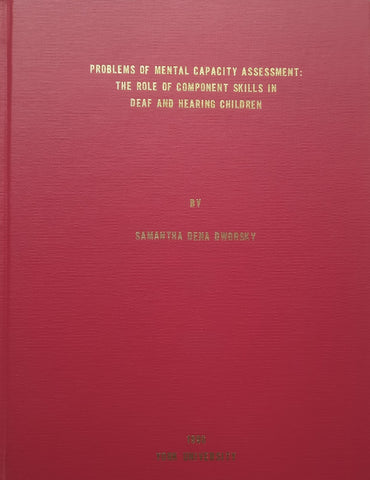 PROBLEMS OF MENTAL CAPACITY ASSESSMENT:
THE ROLE OF COMPONENT SKILLS IN
DEAF AND HEARING CHILDREN
BY
SAMANTHA DENA DWORSKY
UNIVERSITY